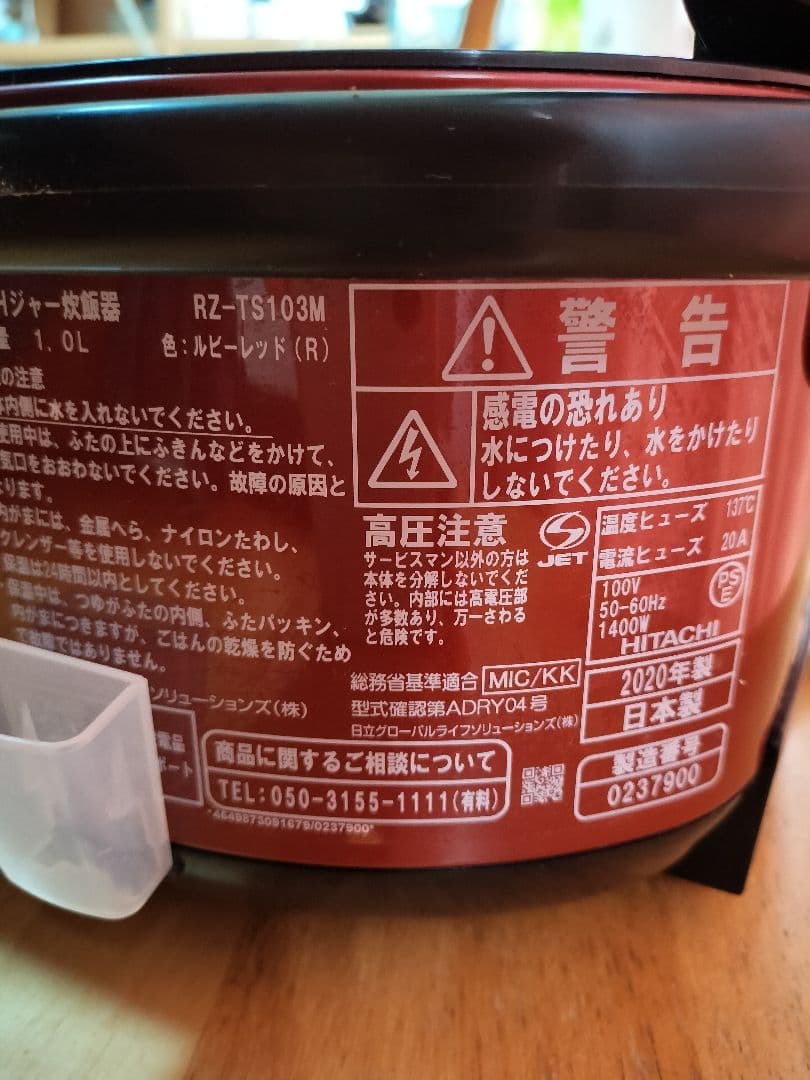 Hジャー炊飯器 RZ-TS103M
量 1.0L 色:ルビーレッド(R)
の注意
内側に水を入れないでください。
使用中は、ふたの上にふきんなどをかけて、
気口をおおわないでください。故障の原因と
なります。
内がまには、金属へら、ナイロンたわし、
クレンザー等を使用しないでください。
保温は24時間以内としてください。
保温中は、つゆがふたの内側、ふたパッキン、
内がまにつきますが、ごはんの乾燥を防ぐため
で故障ではありません。
ソリューションズ(株)
電品
ポート
警告
感電の恐れあり
水につけたり、水をかけたり
しないでください。
高圧注意
サービスマン以外の方は
本体を分解しないでくだ
さい。内部には高電圧部
が多数あり、万一さわる
と危険です。
JET
温度ヒューズ 137℃
電流ヒューズ 20A
100V
50-60Hz
1400W
PS
E
HITACHI
総務省基準適合 MIC/KK
型式確認第ADRY04号
日立グローバルライフソリューションズ(株)
2020年製
日本製
商品に関するご相談について
TEL:050-3155-1111(有料)
製造番号
0237900
*4549873091679/0237900*